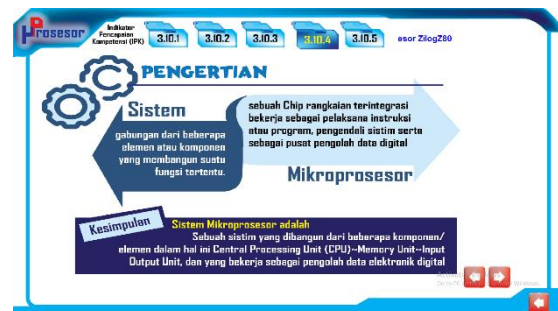 µProsesor
Indikator
Pencapaian
Kompetensi (IPK)
3.10.1
3.10.2
3.10.3
3.10.4
3.10.5
esor ZilogZ80
PENGERTIAN
Sistem
gabungan dari beberapa
elemen atau komponen
yang membangun suatu
fungsi tertentu.
sebuah Chip rangkaian terintegrasi
bekerja sebagai pelaksana instruksi
atau program, pengendali sistim serta
sebagai pusat pengolah data digital
Mikroprosesor
Kesimpulan
Sistem Mikroprosesor adalah
Sebuah sistim yang dibangun dari beberapa komponen/
elemen dalam hal ini Central Processing Unit (CPU)~Memory Unit~Input
Output Unit, dan yang bekerja sebagai pengolah data elektronik digital